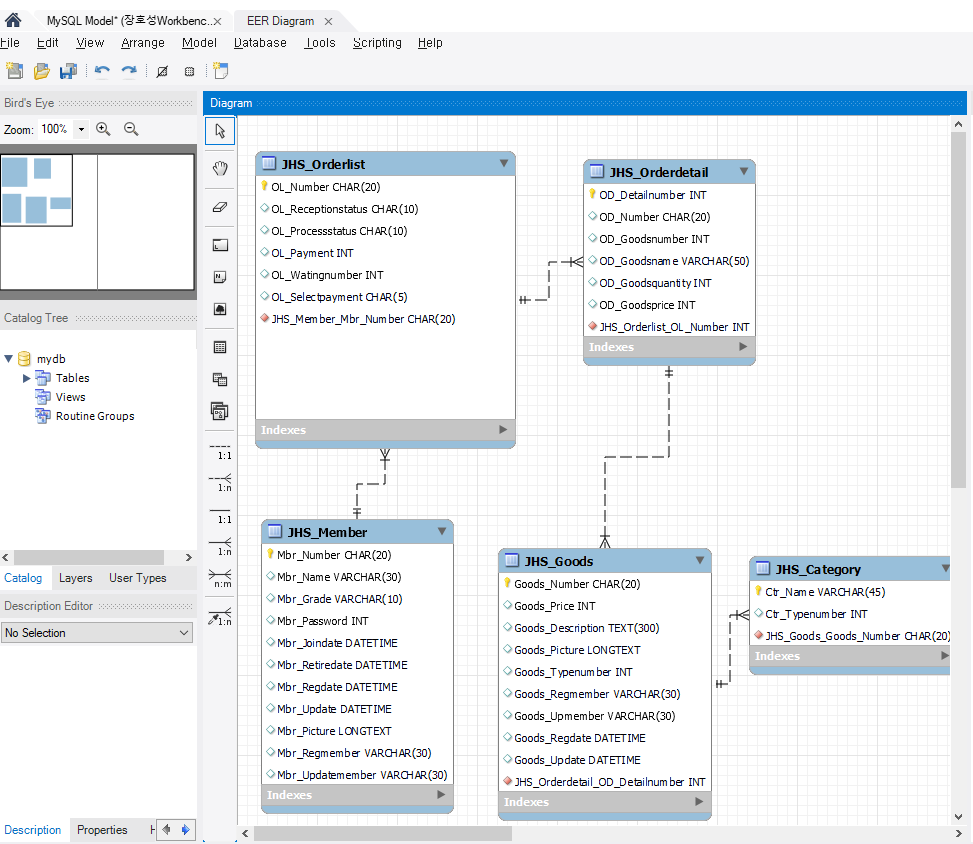 MySQL Model* (장호성Workbenc... × EER Diagram ×
File Edit View Arrange Model Database Tools Scripting Help
Bird's Eye
Zoom: 100%
Catalog Tree
mydb
Tables
Views
Routine Groups
Catalog Layers User Types
Description Editor
No Selection
Description Properties H
Diagram
1:1
1:n
1:1
1:n
n:m
1:n
JHS_Orderlist
OL_Number CHAR(20)
OL_Receptionstatus CHAR(10)
OL_Processstatus CHAR(10)
OL_Payment INT
OL_Watingnumber INT
OL_Selectpayment CHAR(5)
JHS_Member_Mbr_Number CHAR(20)
Indexes
JHS_Orderdetail
OD_Detailnumber INT
OD_Number CHAR(20)
OD_Goodsnumber INT
OD_Goodsname VARCHAR(50)
OD_Goodsquantity INT
OD_Goodsprice INT
JHS_Orderlist_OL_Number INT
Indexes
JHS_Member
Mbr_Number CHAR(20)
Mbr_Name VARCHAR(30)
Mbr_Grade VARCHAR(10)
Mbr_Password INT
Mbr_Joindate DATETIME
Mbr_Retiredate DATETIME
Mbr_Regdate DATETIME
Mbr_Update DATETIME
Mbr_Picture LONGTEXT
Mbr_Regmember VARCHAR(30)
Mbr_Updatemember VARCHAR(30)
Indexes
JHS_Goods
Goods_Number CHAR(20)
Goods_Price INT
Goods_Description TEXT(300)
Goods_Picture LONGTEXT
Goods_Typenumber INT
Goods_Regmember VARCHAR(30)
Goods_Upmember VARCHAR(30)
Goods_Regdate DATETIME
Goods_Update DATETIME
JHS_Orderdetail_OD_Detailnumber INT
Indexes
JHS_Category
Ctr_Name VARCHAR(45)
Ctr_Typenumber INT
JHS_Goods_Goods_Number CHAR(20)
Indexes